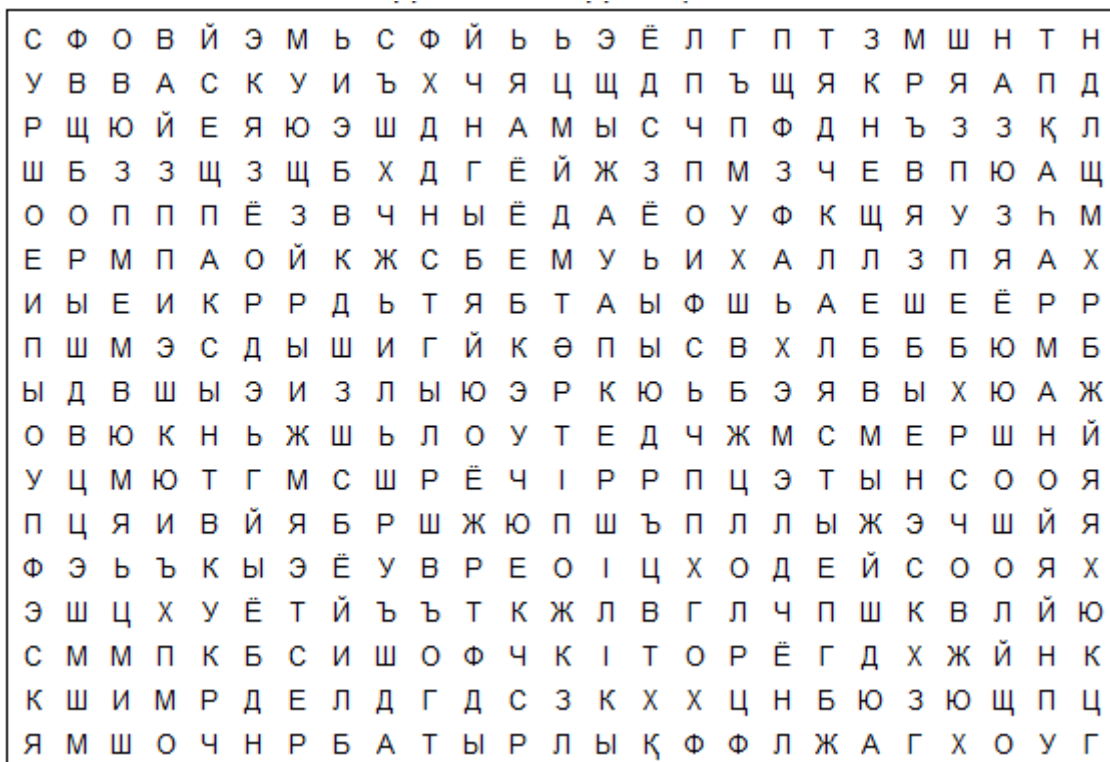 С Ф О В Й Э М Ь С Ф Й Ь Ь Э Ё Л Г П Т З М Ш Н Т Н
У В В А С К У И Ъ Х Ч Я Ц Щ Д П Ъ Щ Я К Р Я А П Д
Р Щ Ю Й Е Я Ю Э Ш Д Н А М Ы С Ч П Ф Д Н Ъ З З Қ Л
Ш Б З З Щ З Щ Б Х Д Г Ё Й Ж З П М З Ч Е В П Ю А Щ
О О П П П Ё З В Ч Н Ы Ё Д А Ё О У Ф К Щ Я У З Һ М
Е Р М П А О Й К Ж С Б Е М У Ь И Х А Л Л З П Я А Х
И Ы Е И К Р Р Д Ь Т Я Б Т А Ы Ф Ш Ь А Е Ш Е Ё Р Р
П Ш М Э С Д Ы Ш И Г Й К Ә П Ы С В Х Л Б Б Б Ю М Б
Ы Д В Ш Ы Э И З Л Ы Ю Э Р К Ю Ь Б Э Я В Ы Х Ю А Ж
О В Ю К Н Ь Ж Ш Ь Л О У Т Е Д Ч Ж М С М Е Р Ш Н Й
У Ц М Ю Т Г М С Ш Р Ё Ч І Р Р П Ц Э Т Ы Н С О О Я
П Ц Я И В Й Я Б Р Ш Ж Ю П Ш Ъ П Л Л Ы Ж Э Ч Ш Й Я
Ф Э Ь Ъ К Ы Э Ё У В Р Е О І Ц Х О Д Е Й С О О Я Х
Э Ш Ц Х У Ё Т Й Ъ Ъ Т К Ж Л В Г Л Ч П Ш К В Л Й Ю
С М М П К Б С И Ш О Ф Ч К І Т О Р Ё Г Д Х Ж Й Н К
К Ш И М Р Д Е Л Д Г Д С З К Х Х Ц Н Б Ю З Ю Щ П Ц
Я М Ш О Ч Н Р Б А Т Ы Р Л Ы Қ Ф Ф Л Ж А Г Х О У Г